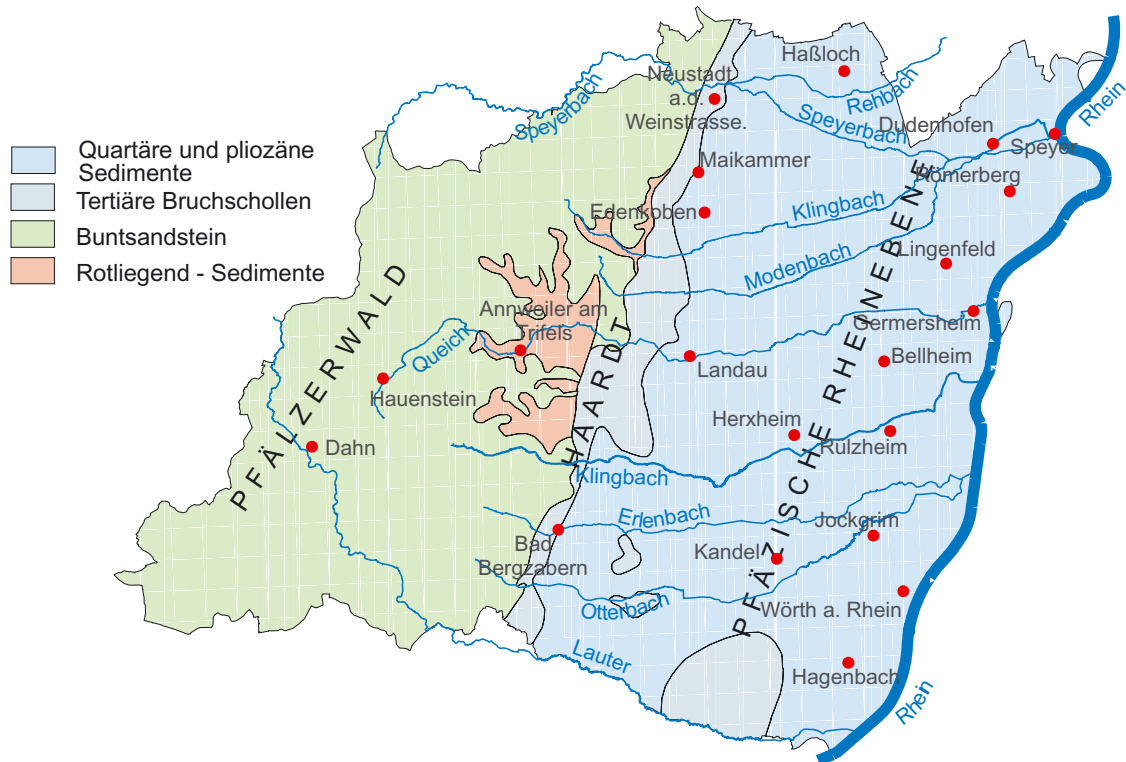 Quartäre und pliozäne
Sedimente
Tertiäre Bruchschollen
Buntsandstein
Rotliegend - Sedimente
PFÄLZERWALD
HAARDT
PFÄZISCHE RHEINEBENE
Speyerbach
Neustadt
a.d.
Weinstrasse.
Haßloch
Rehbach
Speyerbach
Dudenhofen
Speyer
Rhein
Maikammer
Römerberg
Edenkoben
Klingbach
Modenbach
Lingenfeld
Annweiler am
Trifels
Queich
Germersheim
Landau
Bellheim
Hauenstein
Herxheim
Rulzheim
Dahn
Klingbach
Erlenbach
Jockgrim
Bad
Bergzabern
Kandel
Otterbach
Wörth a. Rhein
Lauter
Hagenbach
Rhein